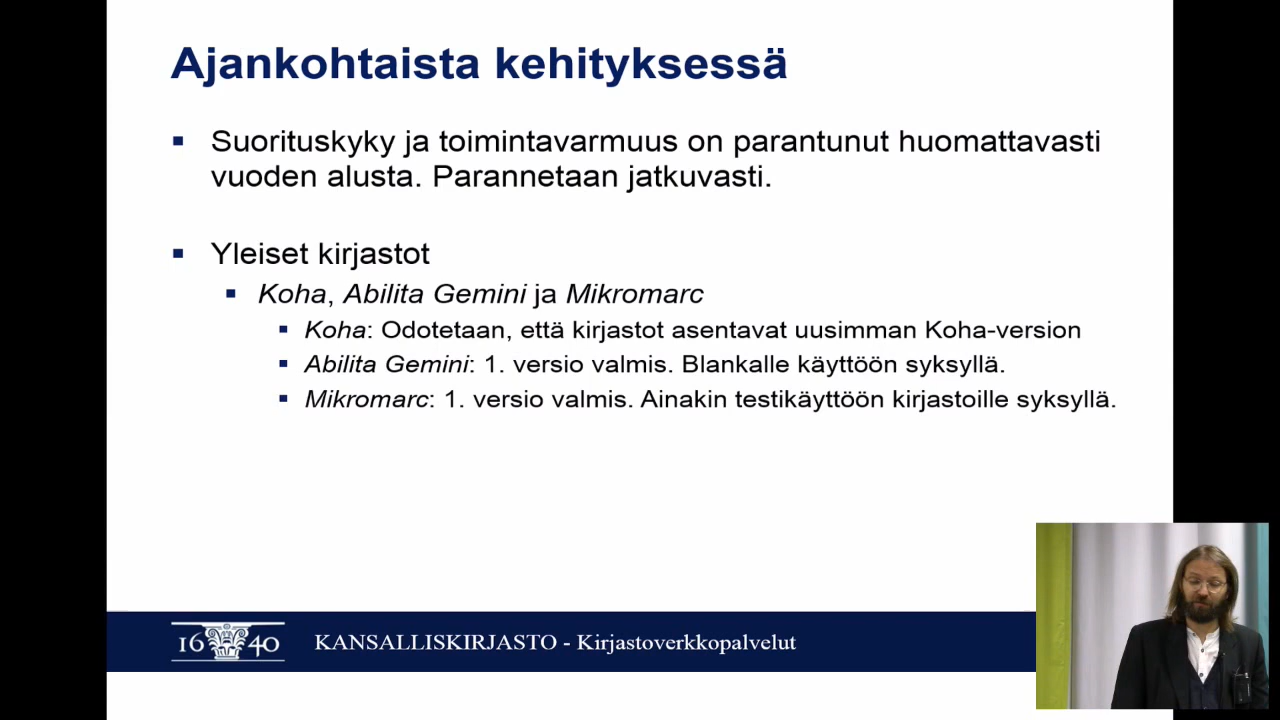 Ajankohtaista kehityksessä
▪ Suorituskyky ja toimintavarmuus on parantunut huomattavasti
vuoden alusta. Parannetaan jatkuvasti.
▪ Yleiset kirjastot
▪ Koha, Abilita Gemini ja Mikromarc
▪ Koha: Odotetaan, että kirjastot asentavat uusimman Koha-version
▪ Abilita Gemini: 1. versio valmis. Blankalle käyttöön syksyllä.
▪ Mikromarc: 1. versio valmis. Ainakin testikäyttöön kirjastoille syksyllä.
1640 KANSALLISKIRJASTO - Kirjastoverkkopalvelut